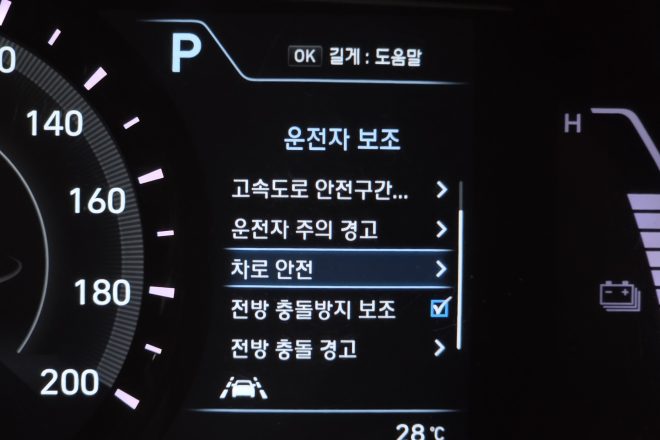 P
OK 길게 : 도움말
운전자 보조
고속도로 안전구간...
운전자 주의 경고
차로 안전
전방 충돌방지 보조
전방 충돌 경고
28℃
140
160
180
200
H